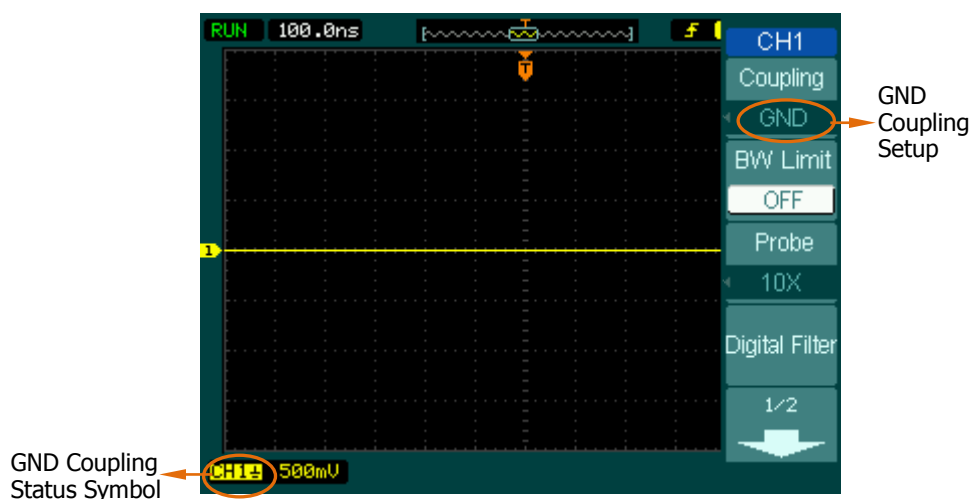 RUN 100.0ns T f
CH1
T
Coupling
GND
BW Limit
OFF
Probe
10X
Digital Filter
1/2
1
CH1 500mV
GND
Coupling
Setup
GND Coupling
Status Symbol